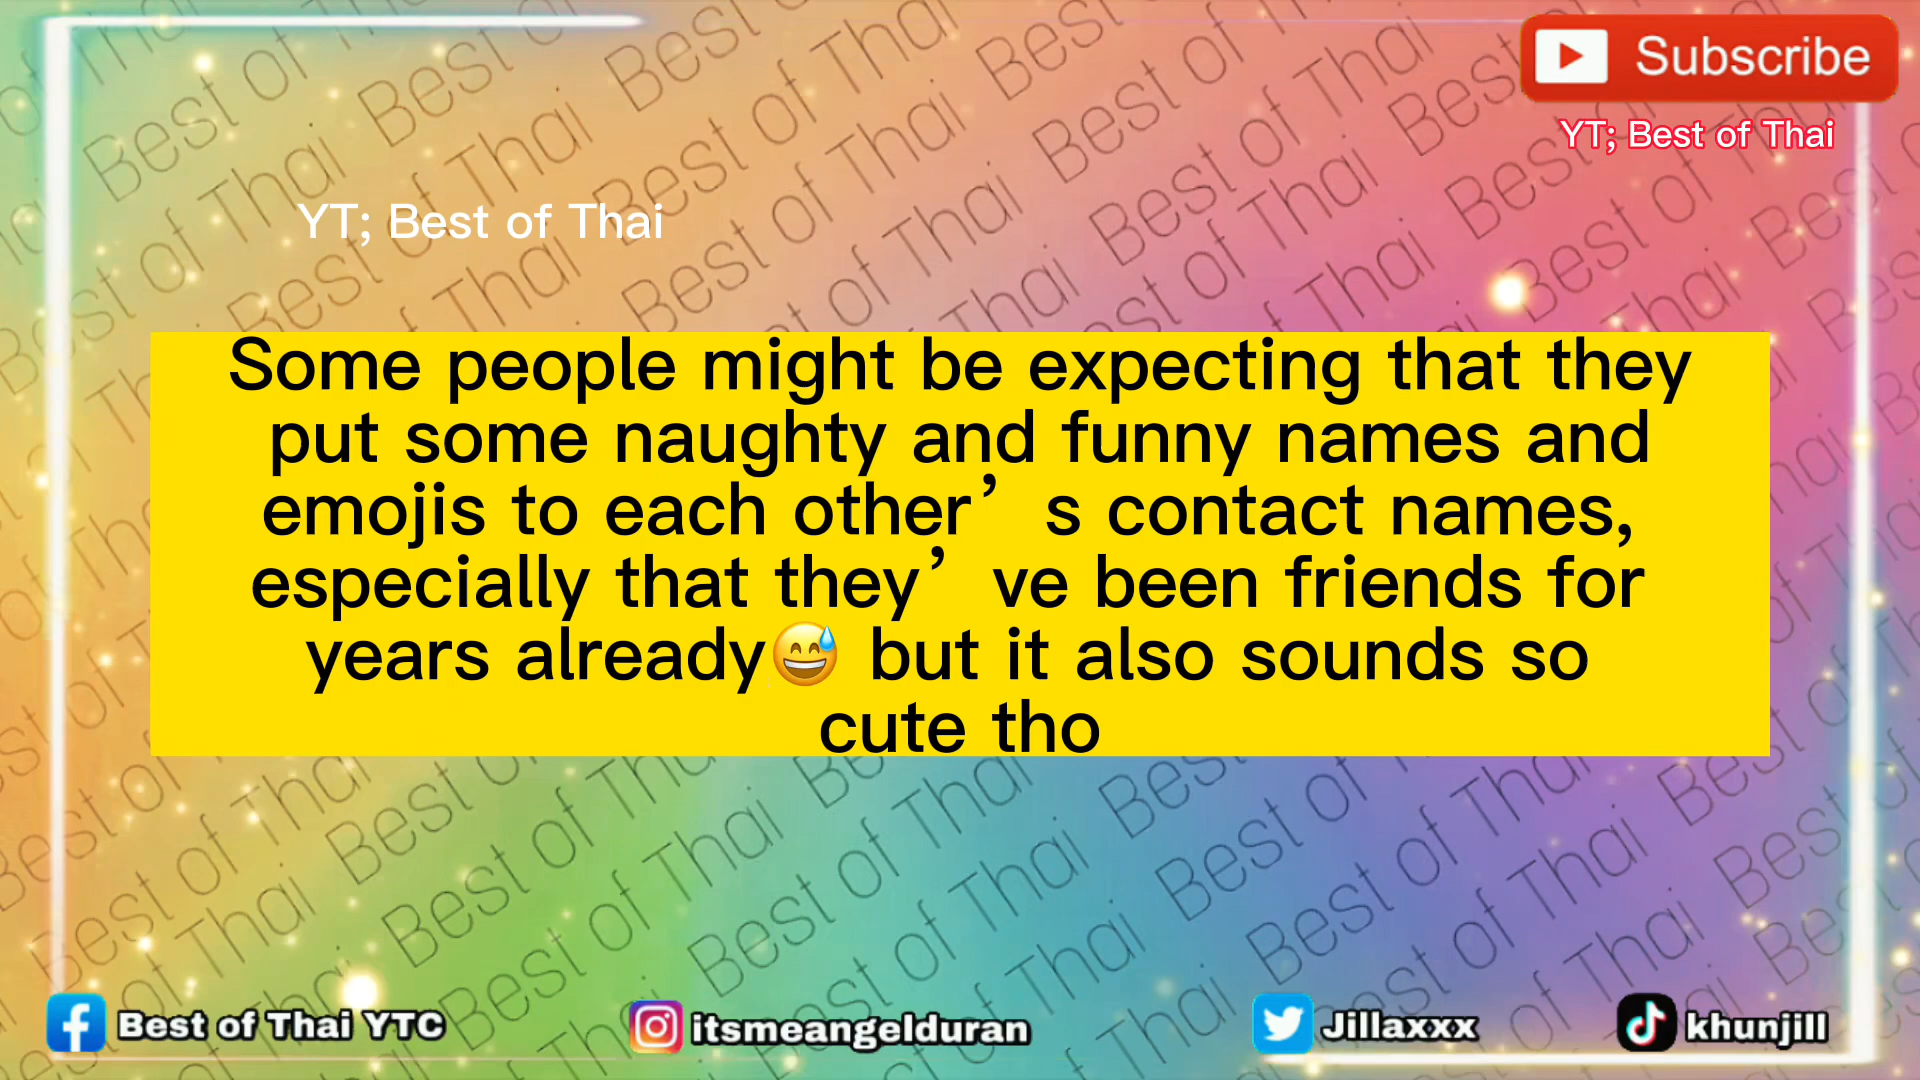 Subscribe
YT; Best of Thai
YT; Best of Thai
Some people might be expecting that they
put some naughty and funny names and
emojis to each other’s contact names,
especially that they’ve been friends for
years already😅 but it also sounds so
cute tho
Best of Thai YTC
itsmeangelduran
Jillaxxx
khunjill